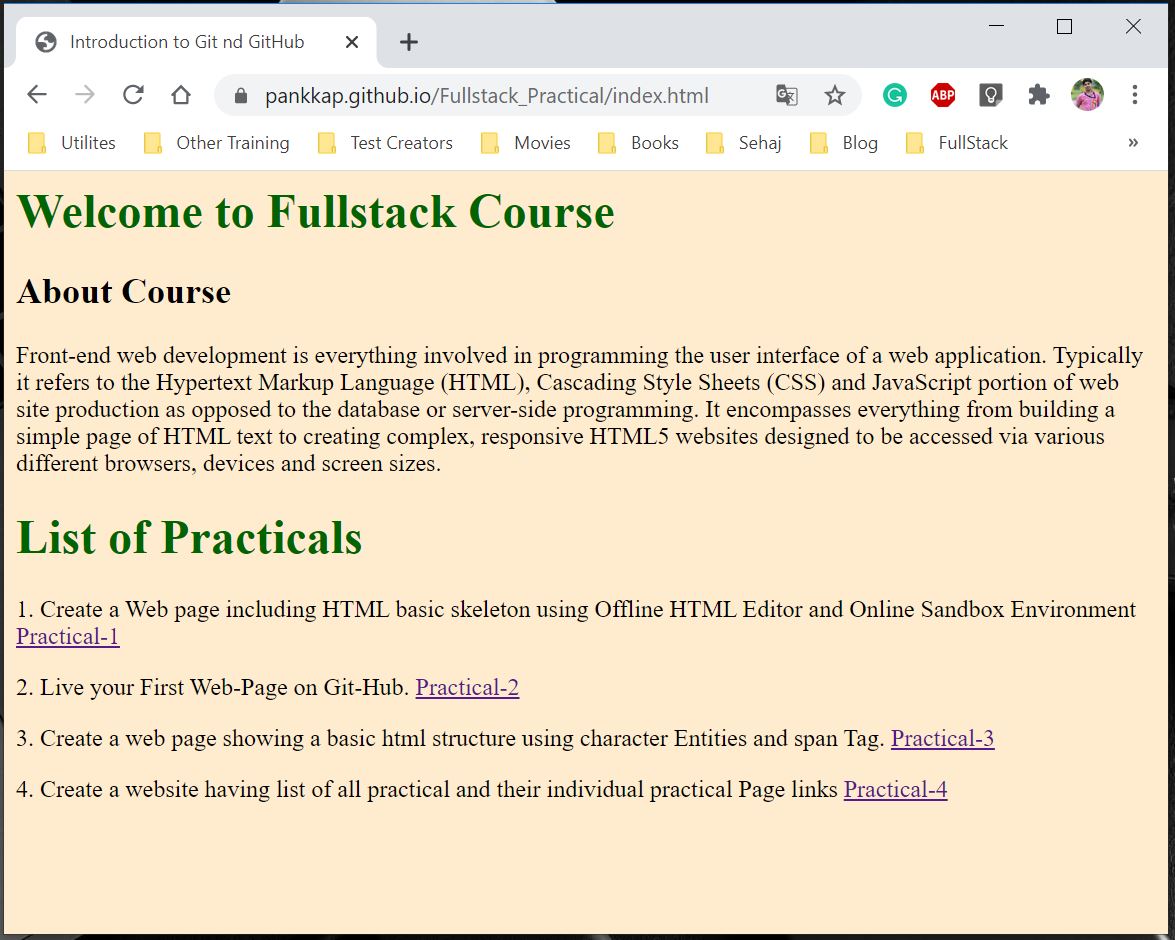 Introduction to Git nd GitHub
pankkap.github.io/Fullstack_Practical/index.html
ABP
Utilites Other Training Test Creators Movies Books Sehaj Blog FullStack »
Welcome to Fullstack Course
About Course
Front-end web development is everything involved in programming the user interface of a web application. Typically
it refers to the Hypertext Markup Language (HTML), Cascading Style Sheets (CSS) and JavaScript portion of web
site production as opposed to the database or server-side programming. It encompasses everything from building a
simple page of HTML text to creating complex, responsive HTML5 websites designed to be accessed via various
different browsers, devices and screen sizes.
List of Practicals
1. Create a Web page including HTML basic skeleton using Offline HTML Editor and Online Sandbox Environment
Practical-1
2. Live your First Web-Page on Git-Hub. Practical-2
3. Create a web page showing a basic html structure using character Entities and span Tag. Practical-3
4. Create a website having list of all practical and their individual practical Page links Practical-4